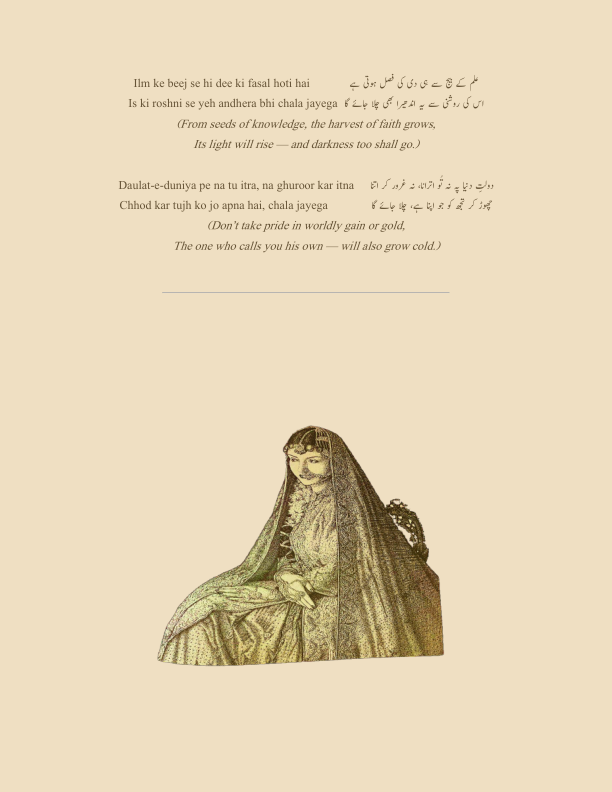 Ilm ke beej se hi dee ki fasal hoti hai علم کے بیج سے ہی دی کی فصل ہوتی ہے
Is ki roshni se yeh andhera bhi chala jayega اس کی روشنی سے یہ اندھیرا بھی چلا جائے گا
(From seeds of knowledge, the harvest of faith grows,
Its light will rise — and darkness too shall go.)
Daulat-e-duniya pe na tu itra, na ghuroor kar itna دولتِ دنیا پہ نہ تُو اترانا، نہ غرور کر اتنا
Chhod kar tujh ko jo apna hai, chala jayega چھوڑ کر تجھ کو جو اپنا ہے، چلا جائے گا
(Don't take pride in worldly gain or gold,
The one who calls you his own — will also grow cold.)